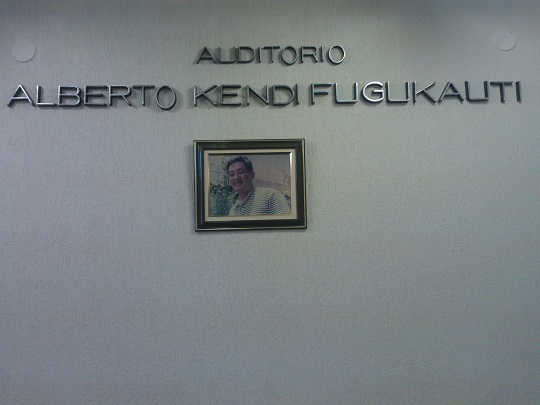 AUDITORIO
ALBERTO KENDI FUGUKAUTI